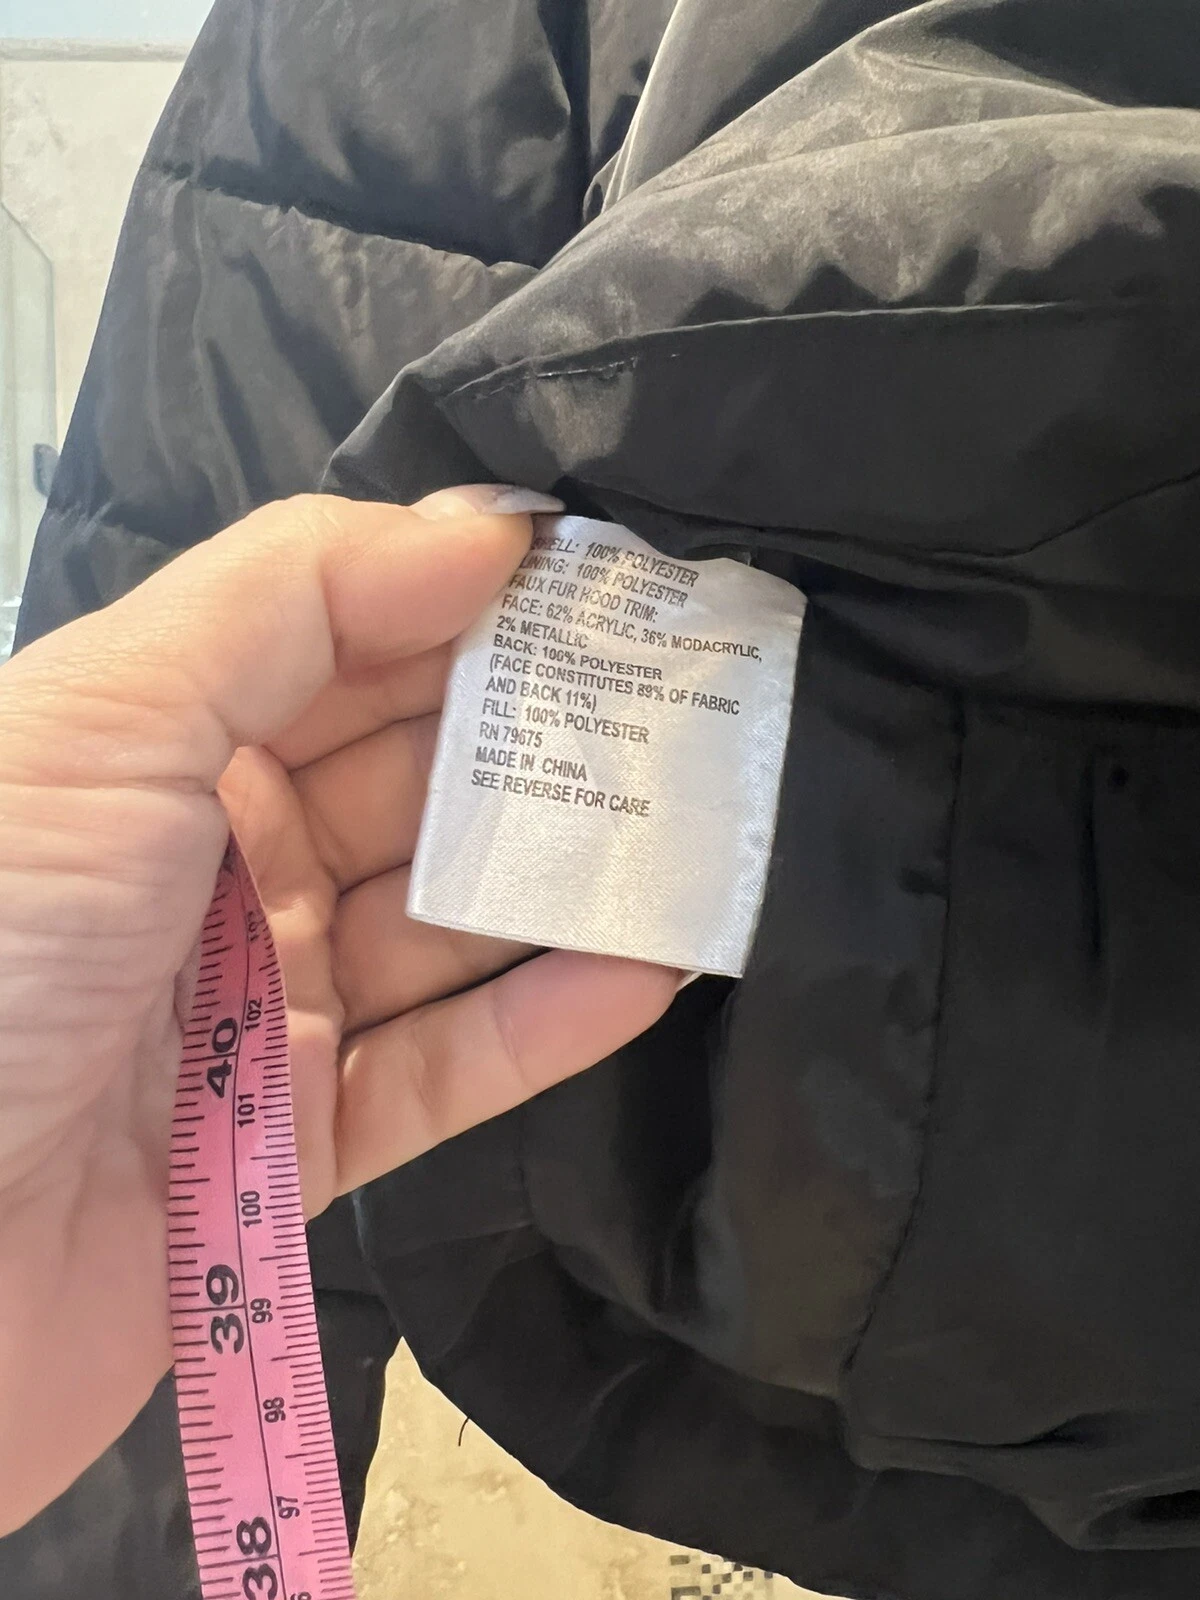 SHELL: 100% POLYESTER
LINING: 100% POLYESTER
FAUX FUR HOOD TRIM:
FACE: 62% ACRYLIC, 36% MODACRYLIC,
2% METALLIC
BACK: 100% POLYESTER
(FACE CONSTITUTES 89% OF FABRIC
AND BACK 11%)
FILL: 100% POLYESTER
RN 79675
MADE IN CHINA
SEE REVERSE FOR CARE
103
102
40
101
100
39
99
98
97
38